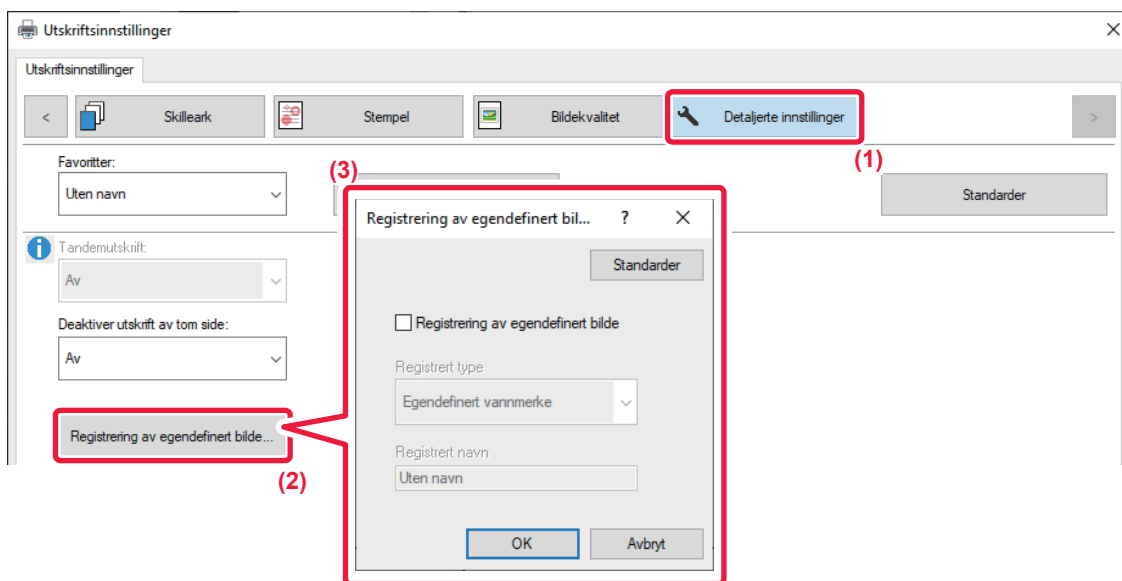 Utskriftsinnstillinger
Utskriftsinnstillinger
<
Skilleark
Stempel
Bildekvalitet
Detaljerte innstillinger
>
(1)
Favoritter:
Uten navn
(3)
Standarder
Tandemutskrift:
Av
Deaktiver utskrift av tom side:
Av
Registrering av egendefinert bilde...
(2)
Registrering av egendefinert bil...
?
Standarder
Registrering av egendefinert bilde
Registrert type
Egendefinert vannmerke
Registrert navn
Uten navn
OK
Avbryt